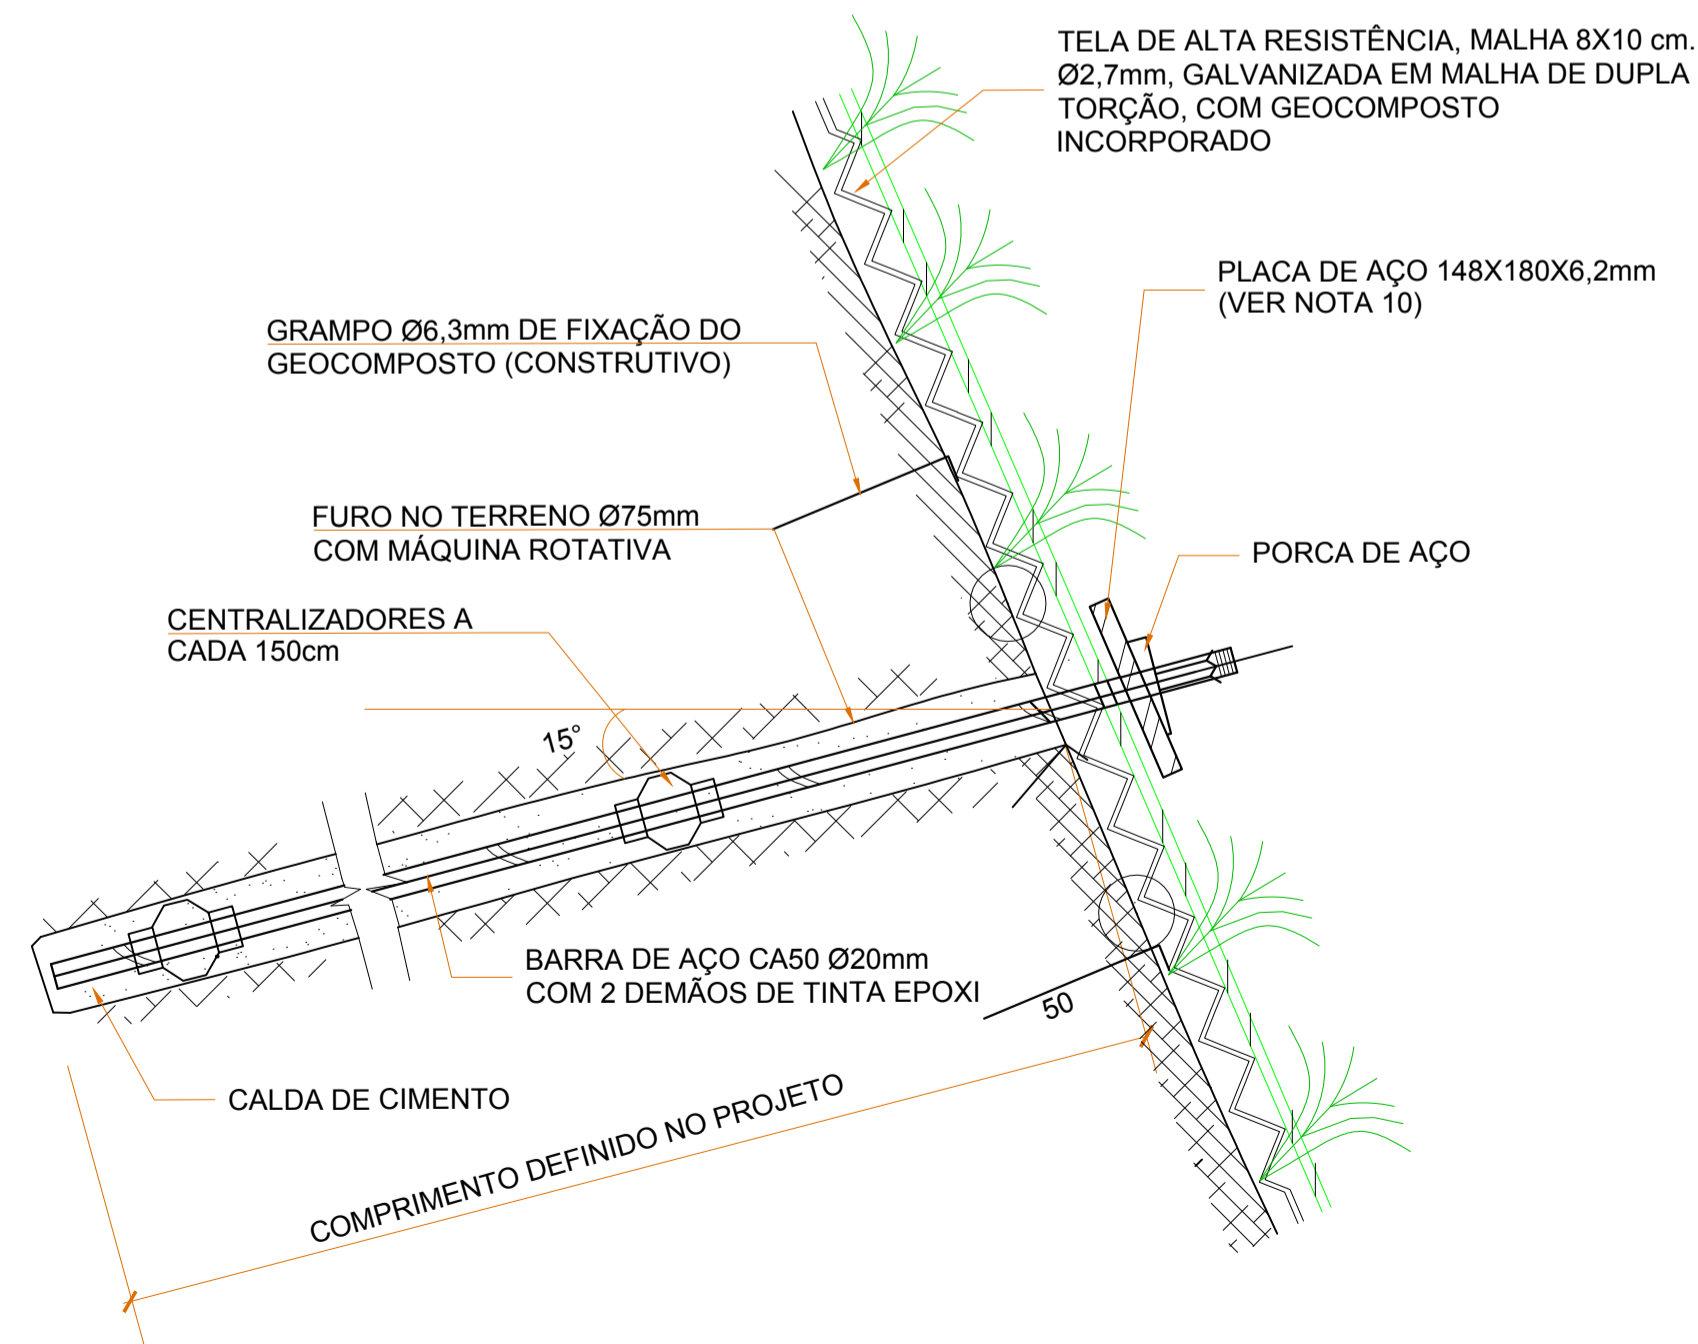 TELA DE ALTA RESISTÊNCIA, MALHA 8X10 cm.
Ø2,7mm, GALVANIZADA EM MALHA DE DUPLA
TORÇÃO, COM GEOCOMPOSTO
INCORPORADO
PLACA DE AÇO 148X180X6,2mm
(VER NOTA 10)
GRAMPO Ø6,3mm DE FIXAÇÃO DO
GEOCOMPOSTO (CONSTRUTIVO)
FURO NO TERRENO Ø75mm
COM MÁQUINA ROTATIVA
PORCA DE AÇO
CENTRALIZADORES A
CADA 150cm
15°
BARRA DE AÇO CA50 Ø20mm
COM 2 DEMÃOS DE TINTA EPOXI
50
CALDA DE CIMENTO
COMPRIMENTO DEFINIDO NO PROJETO